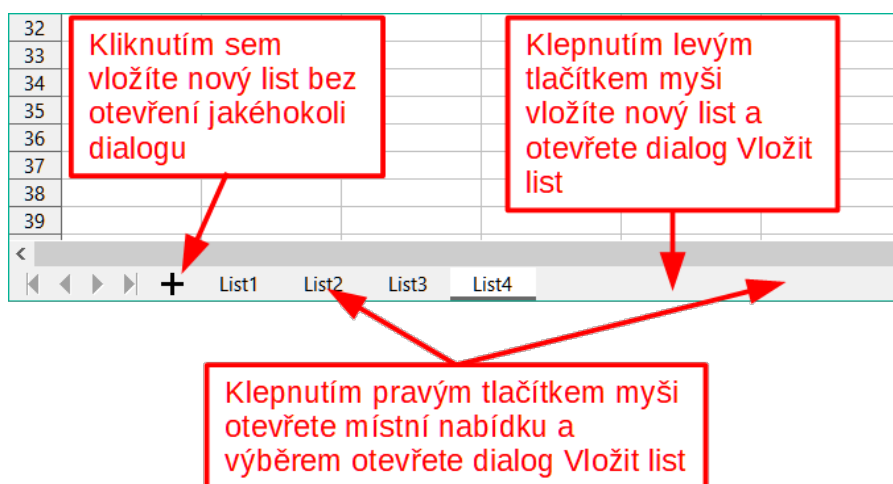 32
33
34
35
36
37
38
39
Kliknutím sem
vložíte nový list bez
otevření jakéhokoli
dialogu
Klepnutím levým
tlačítkem myši
vložíte nový list a
otevřete dialog Vložit
list
List1 List2 List3 List4
Klepnutím pravým tlačítkem myši
otevřete místní nabídku a
výběrem otevřete dialog Vložit list